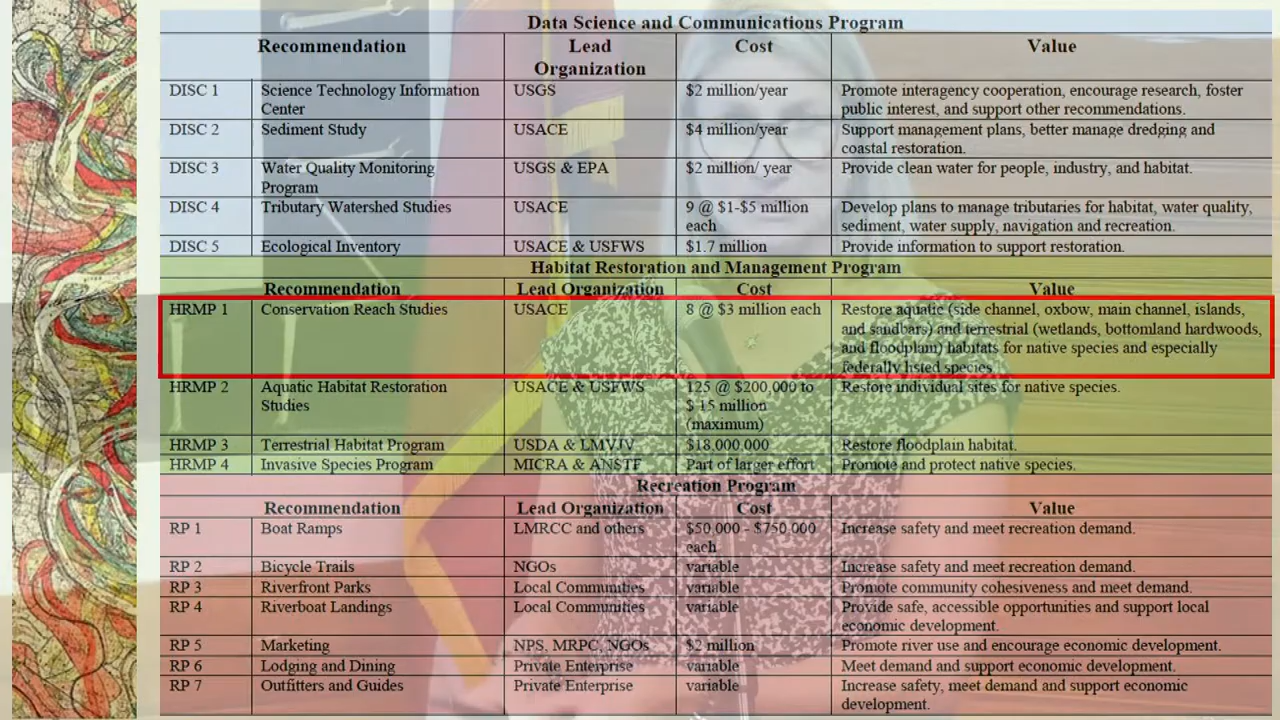 Data Science and Communications Program
Recommendation Lead Organization Cost Value
DISC 1 Science Technology Information Center USGS $2 million/year Promote interagency cooperation, encourage research, foster public interest, and support other recommendations.
DISC 2 Sediment Study USACE $4 million/year Support management plans, better manage dredging and coastal restoration.
DISC 3 Water Quality Monitoring Program USGS & EPA $2 million/ year Provide clean water for people, industry, and habitat.
DISC 4 Tributary Watershed Studies USACE 9 @ $1-$5 million each Develop plans to manage tributaries for habitat, water quality, sediment, water supply, navigation and recreation.
DISC 5 Ecological Inventory USACE & USFWS $1.7 million Provide information to support restoration.
Habitat Restoration and Management Program
Recommendation Lead Organization Cost Value
HRMP 1 Conservation Reach Studies USACE 8 @ $3 million each Restore aquatic (side channel, oxbow, main channel, islands, and sandbars) and terrestrial (wetlands, bottomland hardwoods, and floodplain) habitats for native species and especially federally listed species.
HRMP 2 Aquatic Habitat Restoration Studies USACE & USFWS 125 @ $200,000 to $ 15 million (maximum) Restore individual sites for native species.
HRMP 3 Terrestrial Habitat Program USDA & LMVJV $18,000,000 Restore floodplain habitat.
HRMP 4 Invasive Species Program MICRA & ANSTF Part of larger effort Promote and protect native species.
Recreation Program
Recommendation Lead Organization Cost Value
RP 1 Boat Ramps LMRCC and others $50,000 - $750,000 each Increase safety and meet recreation demand.
RP 2 Bicycle Trails NGOs variable Increase safety and meet recreation demand.
RP 3 Riverfront Parks Local Communities variable Promote community cohesiveness and meet demand.
RP 4 Riverboat Landings Local Communities variable Provide safe, accessible opportunities and support local economic development.
RP 5 Marketing NPS, MRPC, NGOs $2 million Promote river use and encourage economic development.
RP 6 Lodging and Dining Private Enterprise variable Meet demand and support economic development.
RP 7 Outfitters and Guides Private Enterprise variable Increase safety, meet demand and support economic development.